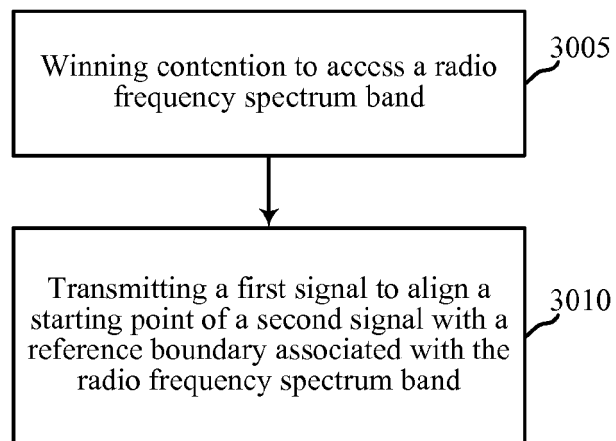 Winning contention to access a radio
frequency spectrum band
3005
Transmitting a first signal to align a
starting point of a second signal with a
reference boundary associated with the
radio frequency spectrum band
3010